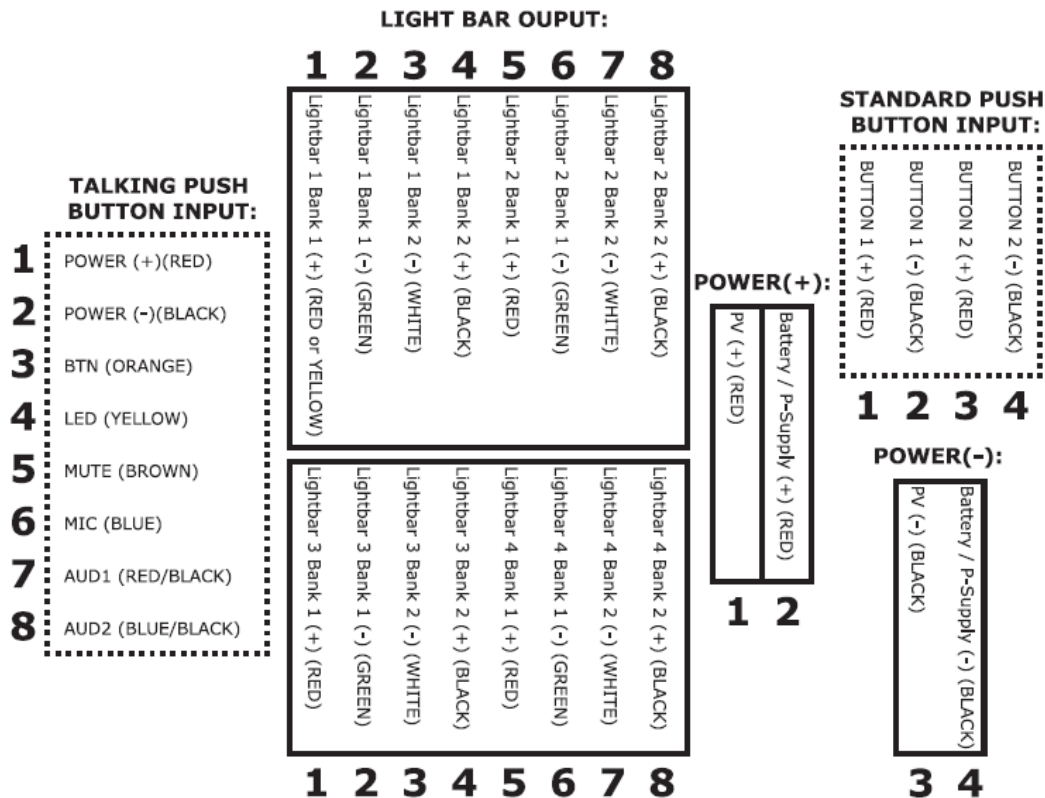 LIGHT BAR OUPUT:
1 2 3 4 5 6 7 8
Lightbar 1 Bank 1 (+) (RED or YELLOW)
Lightbar 1 Bank 1 (-) (GREEN)
Lightbar 1 Bank 2 (-) (WHITE)
Lightbar 1 Bank 2 (+) (BLACK)
Lightbar 2 Bank 1 (+) (RED)
Lightbar 2 Bank 1 (-) (GREEN)
Lightbar 2 Bank 2 (-) (WHITE)
Lightbar 2 Bank 2 (+) (BLACK)
TALKING PUSH
BUTTON INPUT:
1 POWER (+)(RED)
2 POWER (-)(BLACK)
3 BTN (ORANGE)
4 LED (YELLOW)
5 MUTE (BROWN)
6 MIC (BLUE)
7 AUD1 (RED/BLACK)
8 AUD2 (BLUE/BLACK)
Lightbar 3 Bank 1 (+) (RED)
Lightbar 3 Bank 1 (-) (GREEN)
Lightbar 3 Bank 2 (-) (WHITE)
Lightbar 3 Bank 2 (+) (BLACK)
Lightbar 4 Bank 1 (+) (RED)
Lightbar 4 Bank 1 (-) (GREEN)
Lightbar 4 Bank 2 (-) (WHITE)
Lightbar 4 Bank 2 (+) (BLACK)
1 2 3 4 5 6 7 8
POWER(+):
PV (+) (RED)
Battery / P-Supply (+) (RED)
1 2
STANDARD PUSH
BUTTON INPUT:
BUTTON 1 (+) (RED)
BUTTON 1 (-) (BLACK)
BUTTON 2 (+) (RED)
BUTTON 2 (-) (BLACK)
1 2 3 4
POWER(-):
PV (-) (BLACK)
Battery / P-Supply (-) (BLACK)
3 4